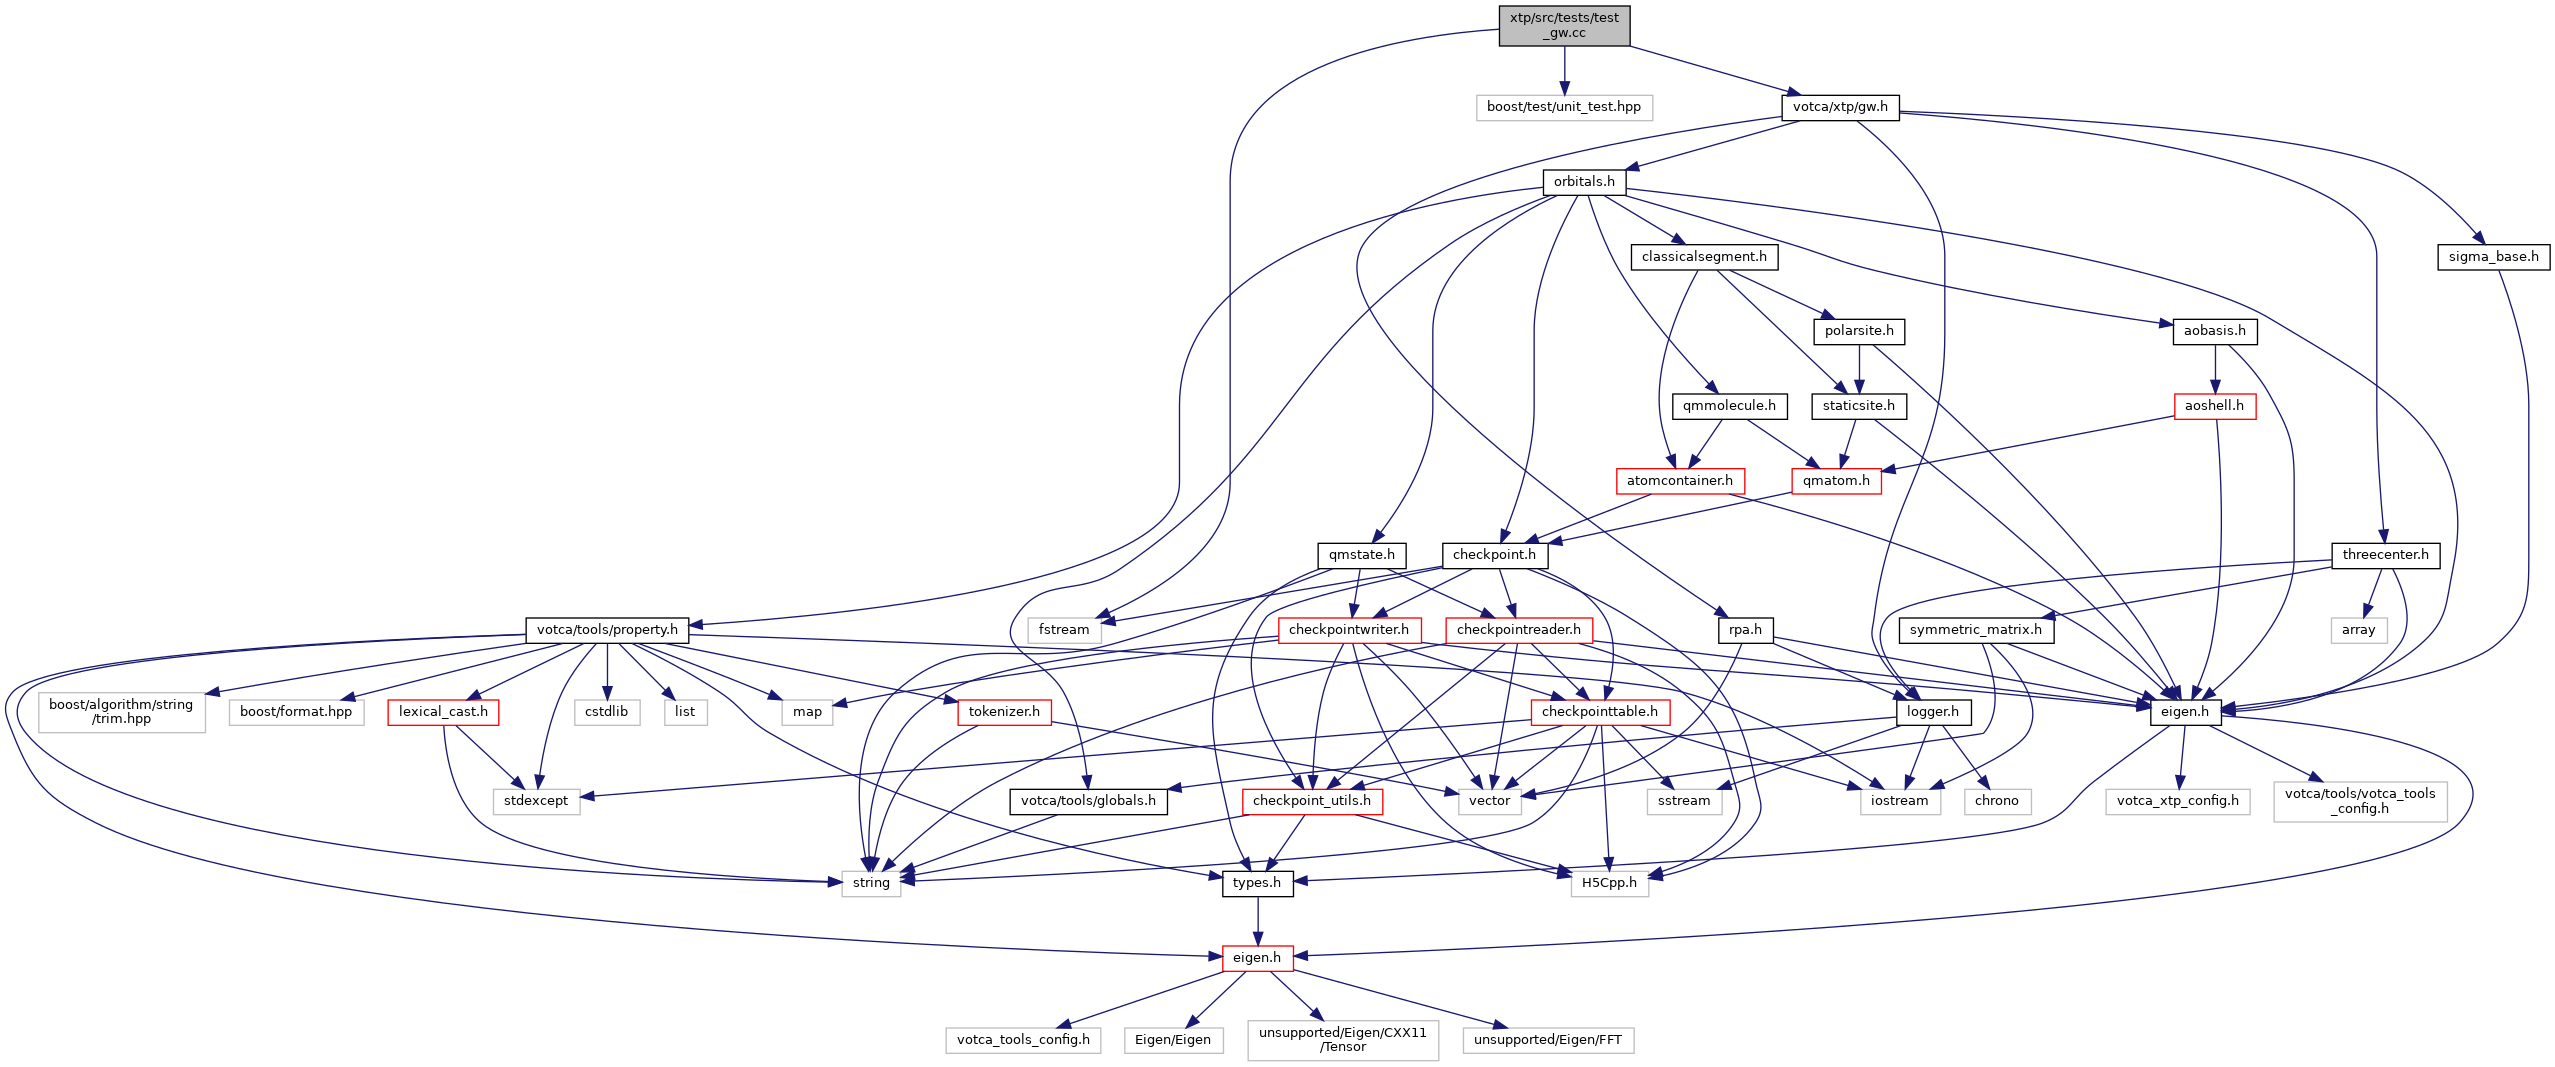 xtp/src/tests/test
_gw.cc
boost/test/unit_test.hpp
votca/xtp/gw.h
orbitals.h
classicalsegment.h
sigma_base.h
polarsite.h
aobasis.h
qmmolecule.h
staticsite.h
aoshell.h
atomcontainer.h
qmatom.h
qmstate.h
checkpoint.h
threecenter.h
fstream
votca/tools/property.h
checkpointwriter.h
checkpointreader.h
rpa.h
symmetric_matrix.h
array
boost/algorithm/string
/trim.hpp
boost/format.hpp
lexical_cast.h
cstdlib
list
map
tokenizer.h
checkpointtable.h
logger.h
eigen.h
stdexcept
votca/tools/globals.h
checkpoint_utils.h
vector
sstream
iostream
chrono
votca_xtp_config.h
votca/tools/votca_tools
_config.h
string
types.h
H5Cpp.h
eigen.h
votca_tools_config.h
Eigen/Eigen
unsupported/Eigen/CXX11
/Tensor
unsupported/Eigen/FFT